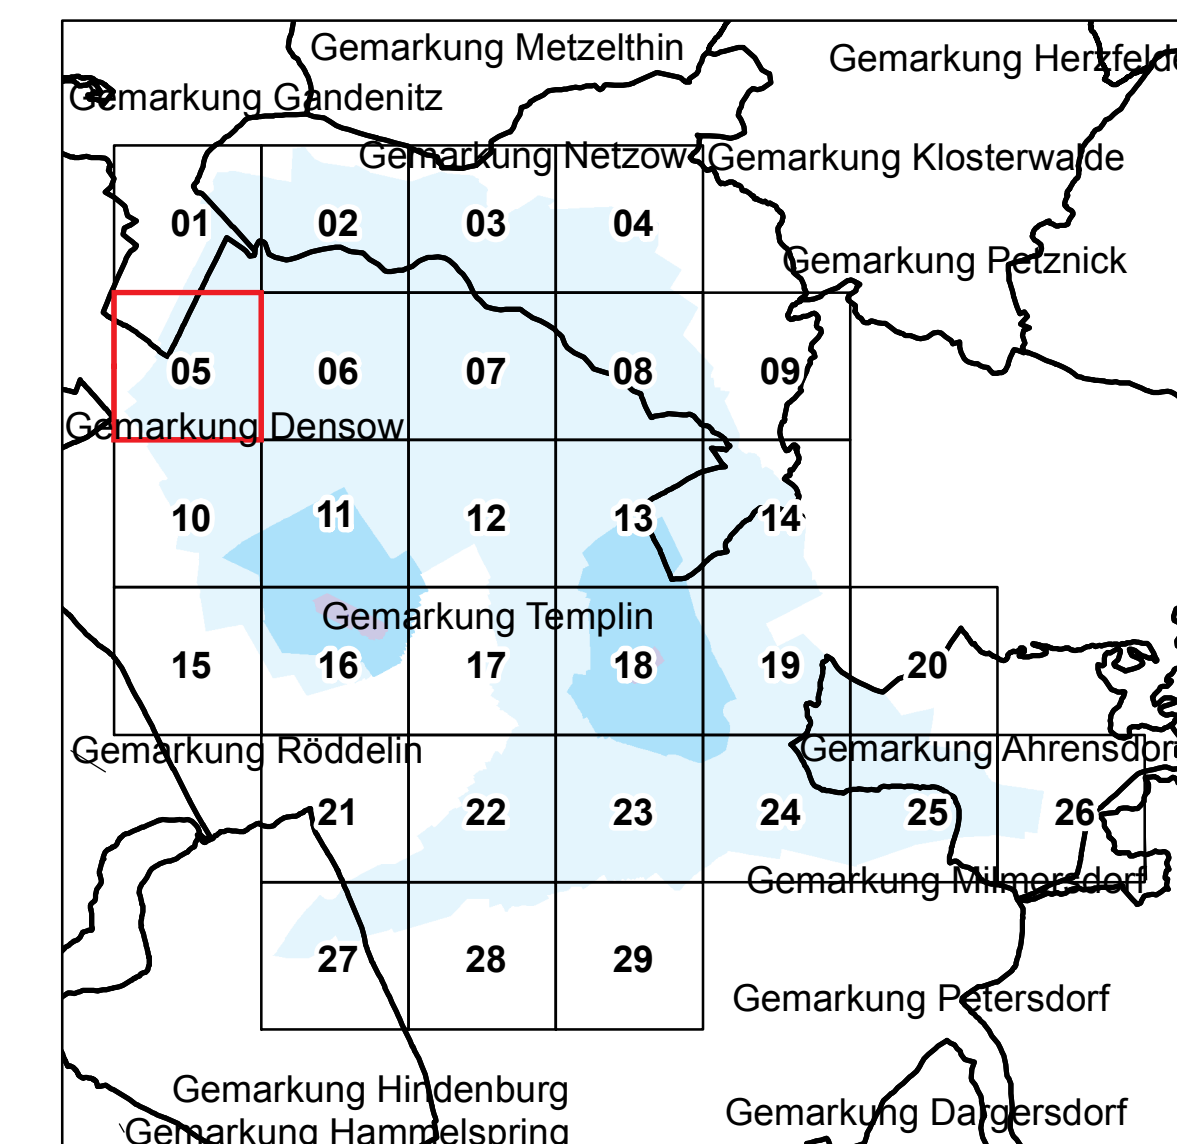 Gemarkung Metzelthin
Gemarkung Herzfelde
Gemarkung Gandenitz
Gemarkung Netzow
Gemarkung Klosterwalde
01
02
03
04
Gemarkung Petznick
05
06
07
08
09
Gemarkung Densow
10
11
12
13
14
Gemarkung Templin
15
16
17
18
19
20
Gemarkung Röddelin
Gemarkung Ahrensdor
21
22
23
24
25
26
Gemarkung Milmersdorf
27
28
29
Gemarkung Petersdorf
Gemarkung Hindenburg
Gemarkung Dargersdorf
Gemarkung Hammelspring